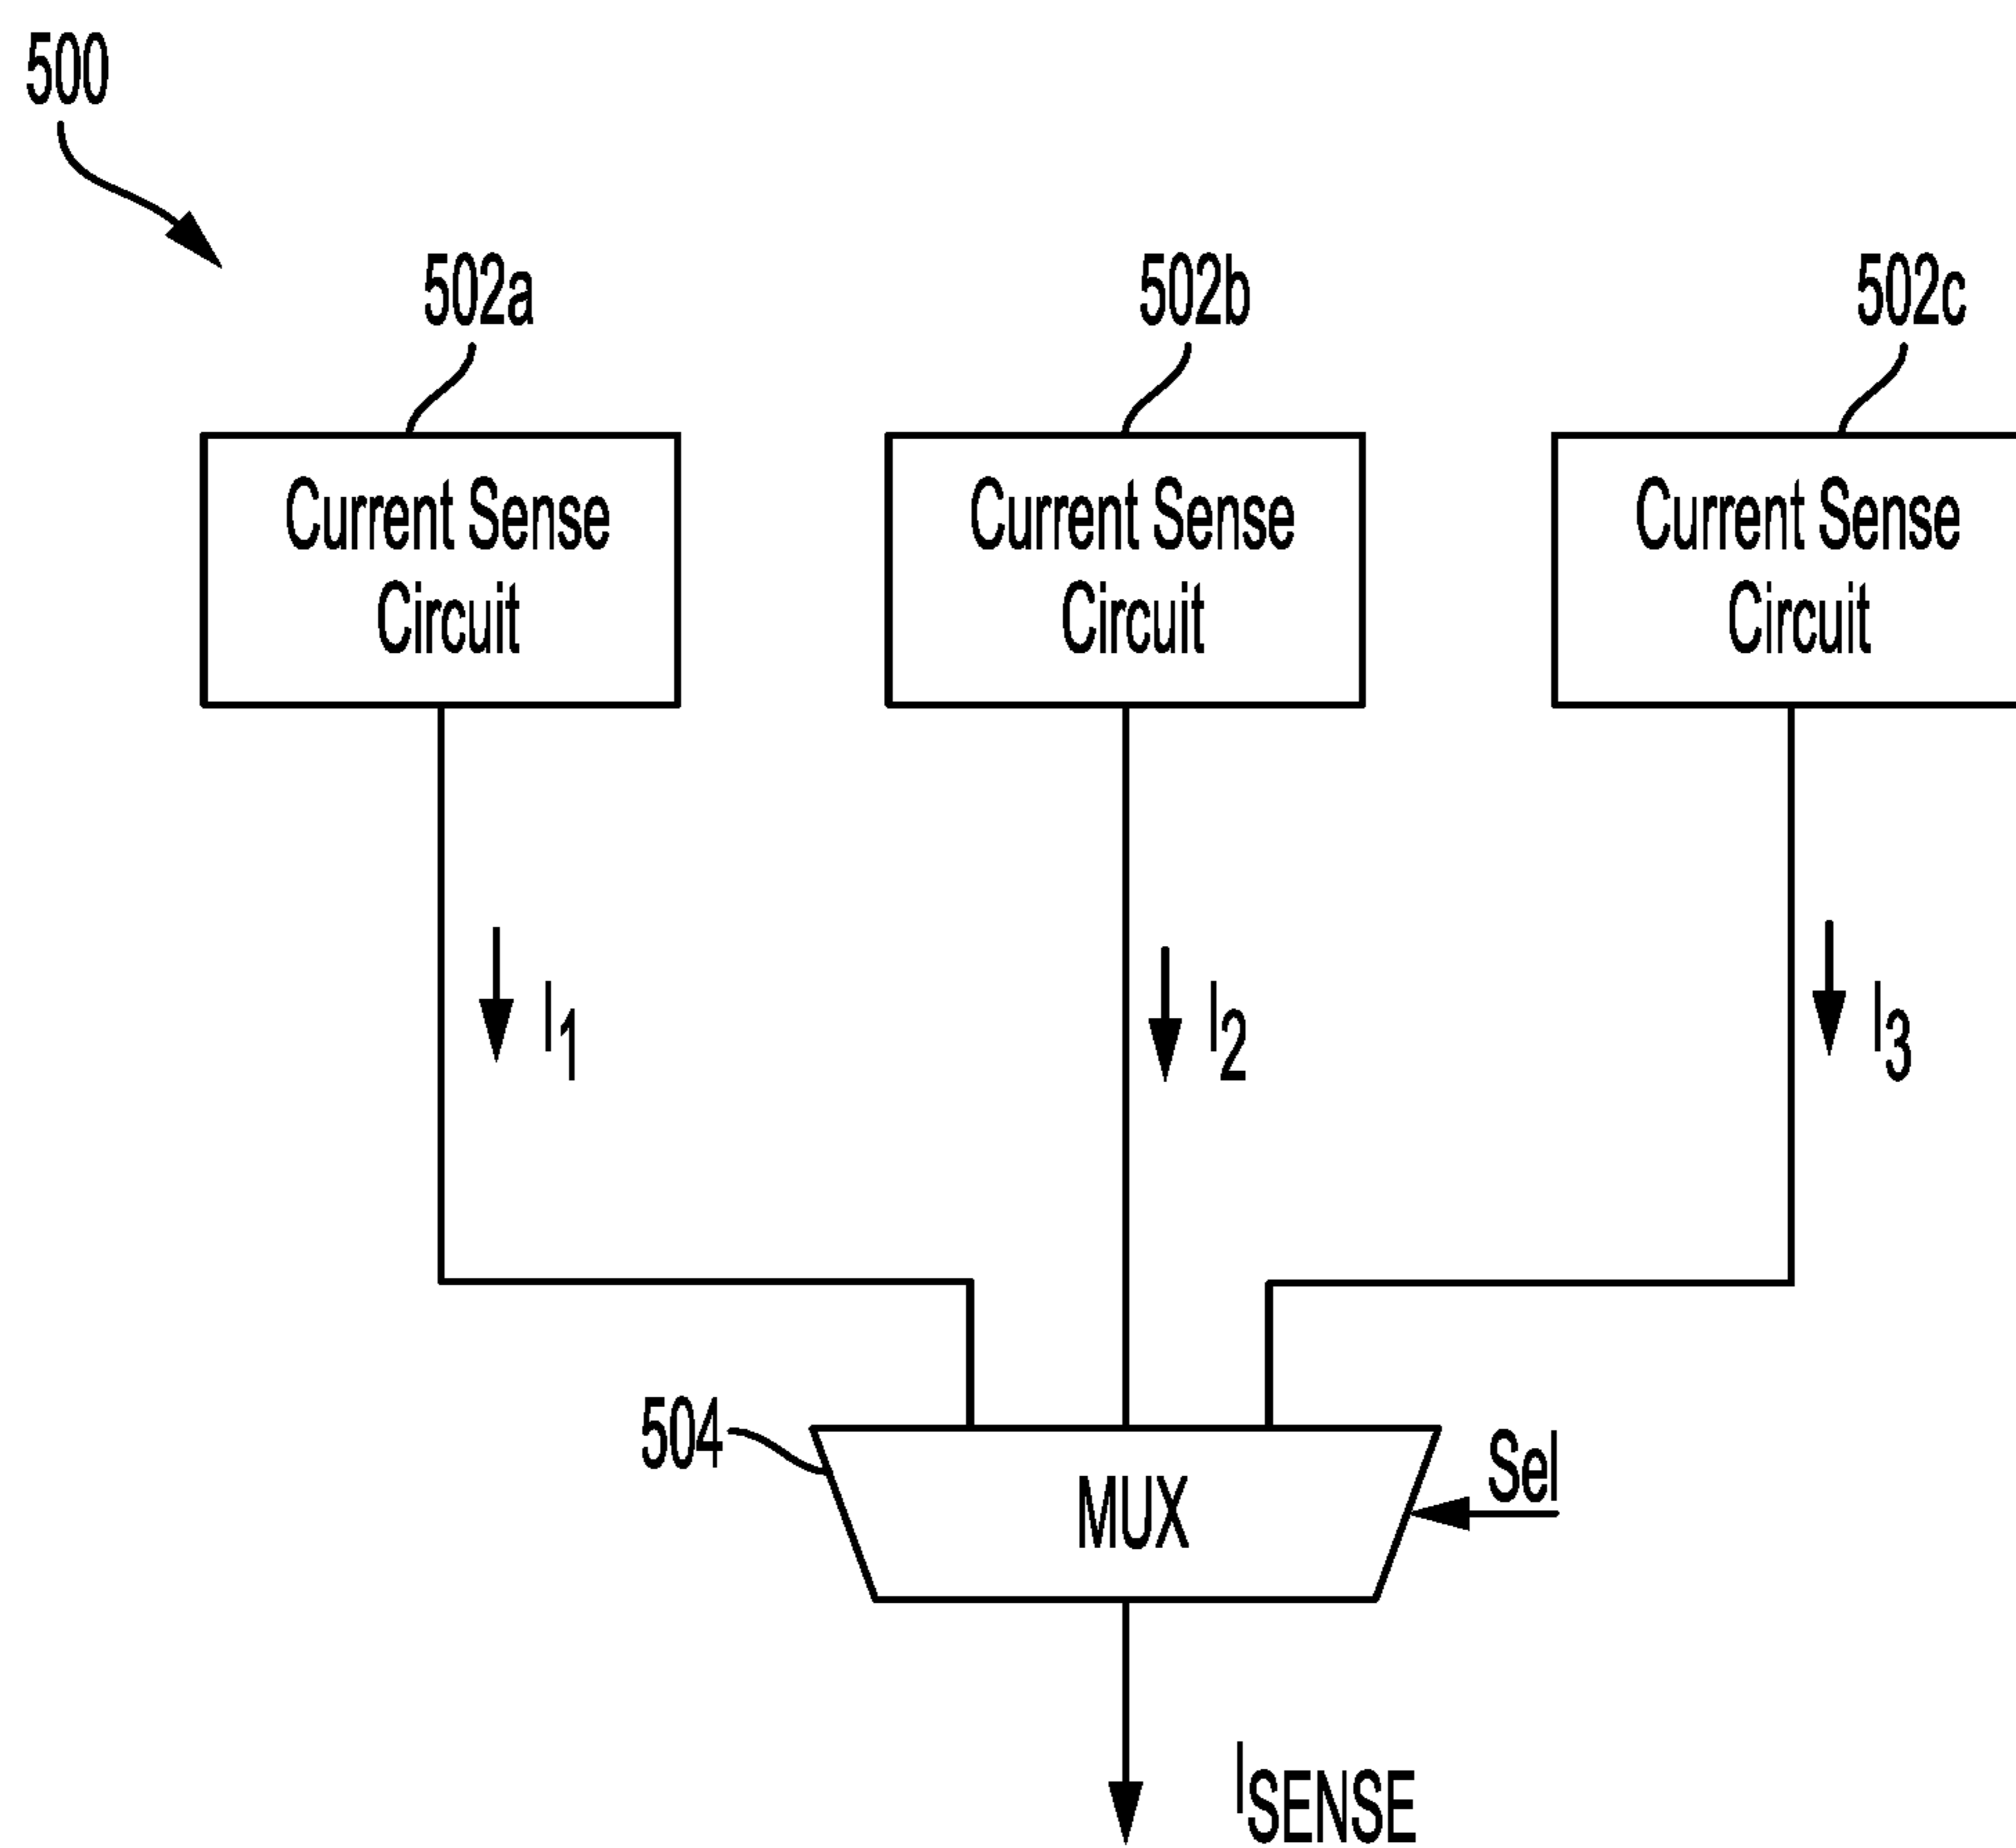 500
502a
502b
502c
Current Sense
Circuit
Current Sense
Circuit
Current Sense
Circuit
I1
I2
I3
504
MUX
Sel
ISENSE